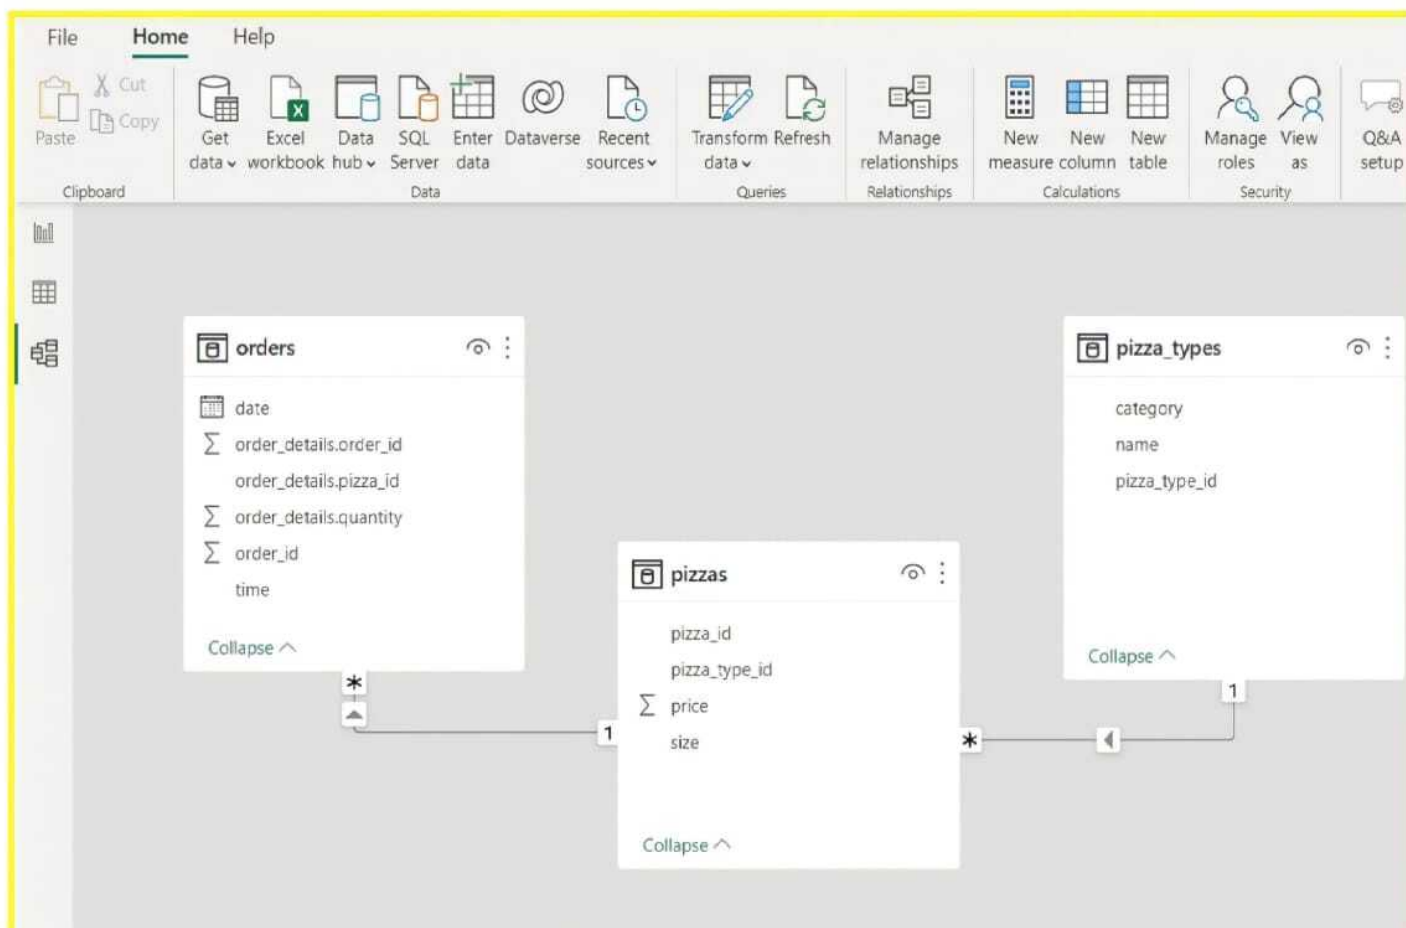 File Home Help
Cut
Copy
Paste
Get data
Excel workbook
Data hub
SQL Server
Enter data
Dataverse
Recent sources
Transform data
Refresh
Manage relationships
New measure
New column
New table
Manage roles
View as
Q&A setup
Clipboard
Data
Queries
Relationships
Calculations
Security
orders
date
Σ order_details.order_id
order_details.pizza_id
Σ order_details.quantity
Σ order_id
time
Collapse
*
1
pizzas
pizza_id
pizza_type_id
Σ price
size
Collapse
*
1
pizza_types
category
name
pizza_type_id
Collapse